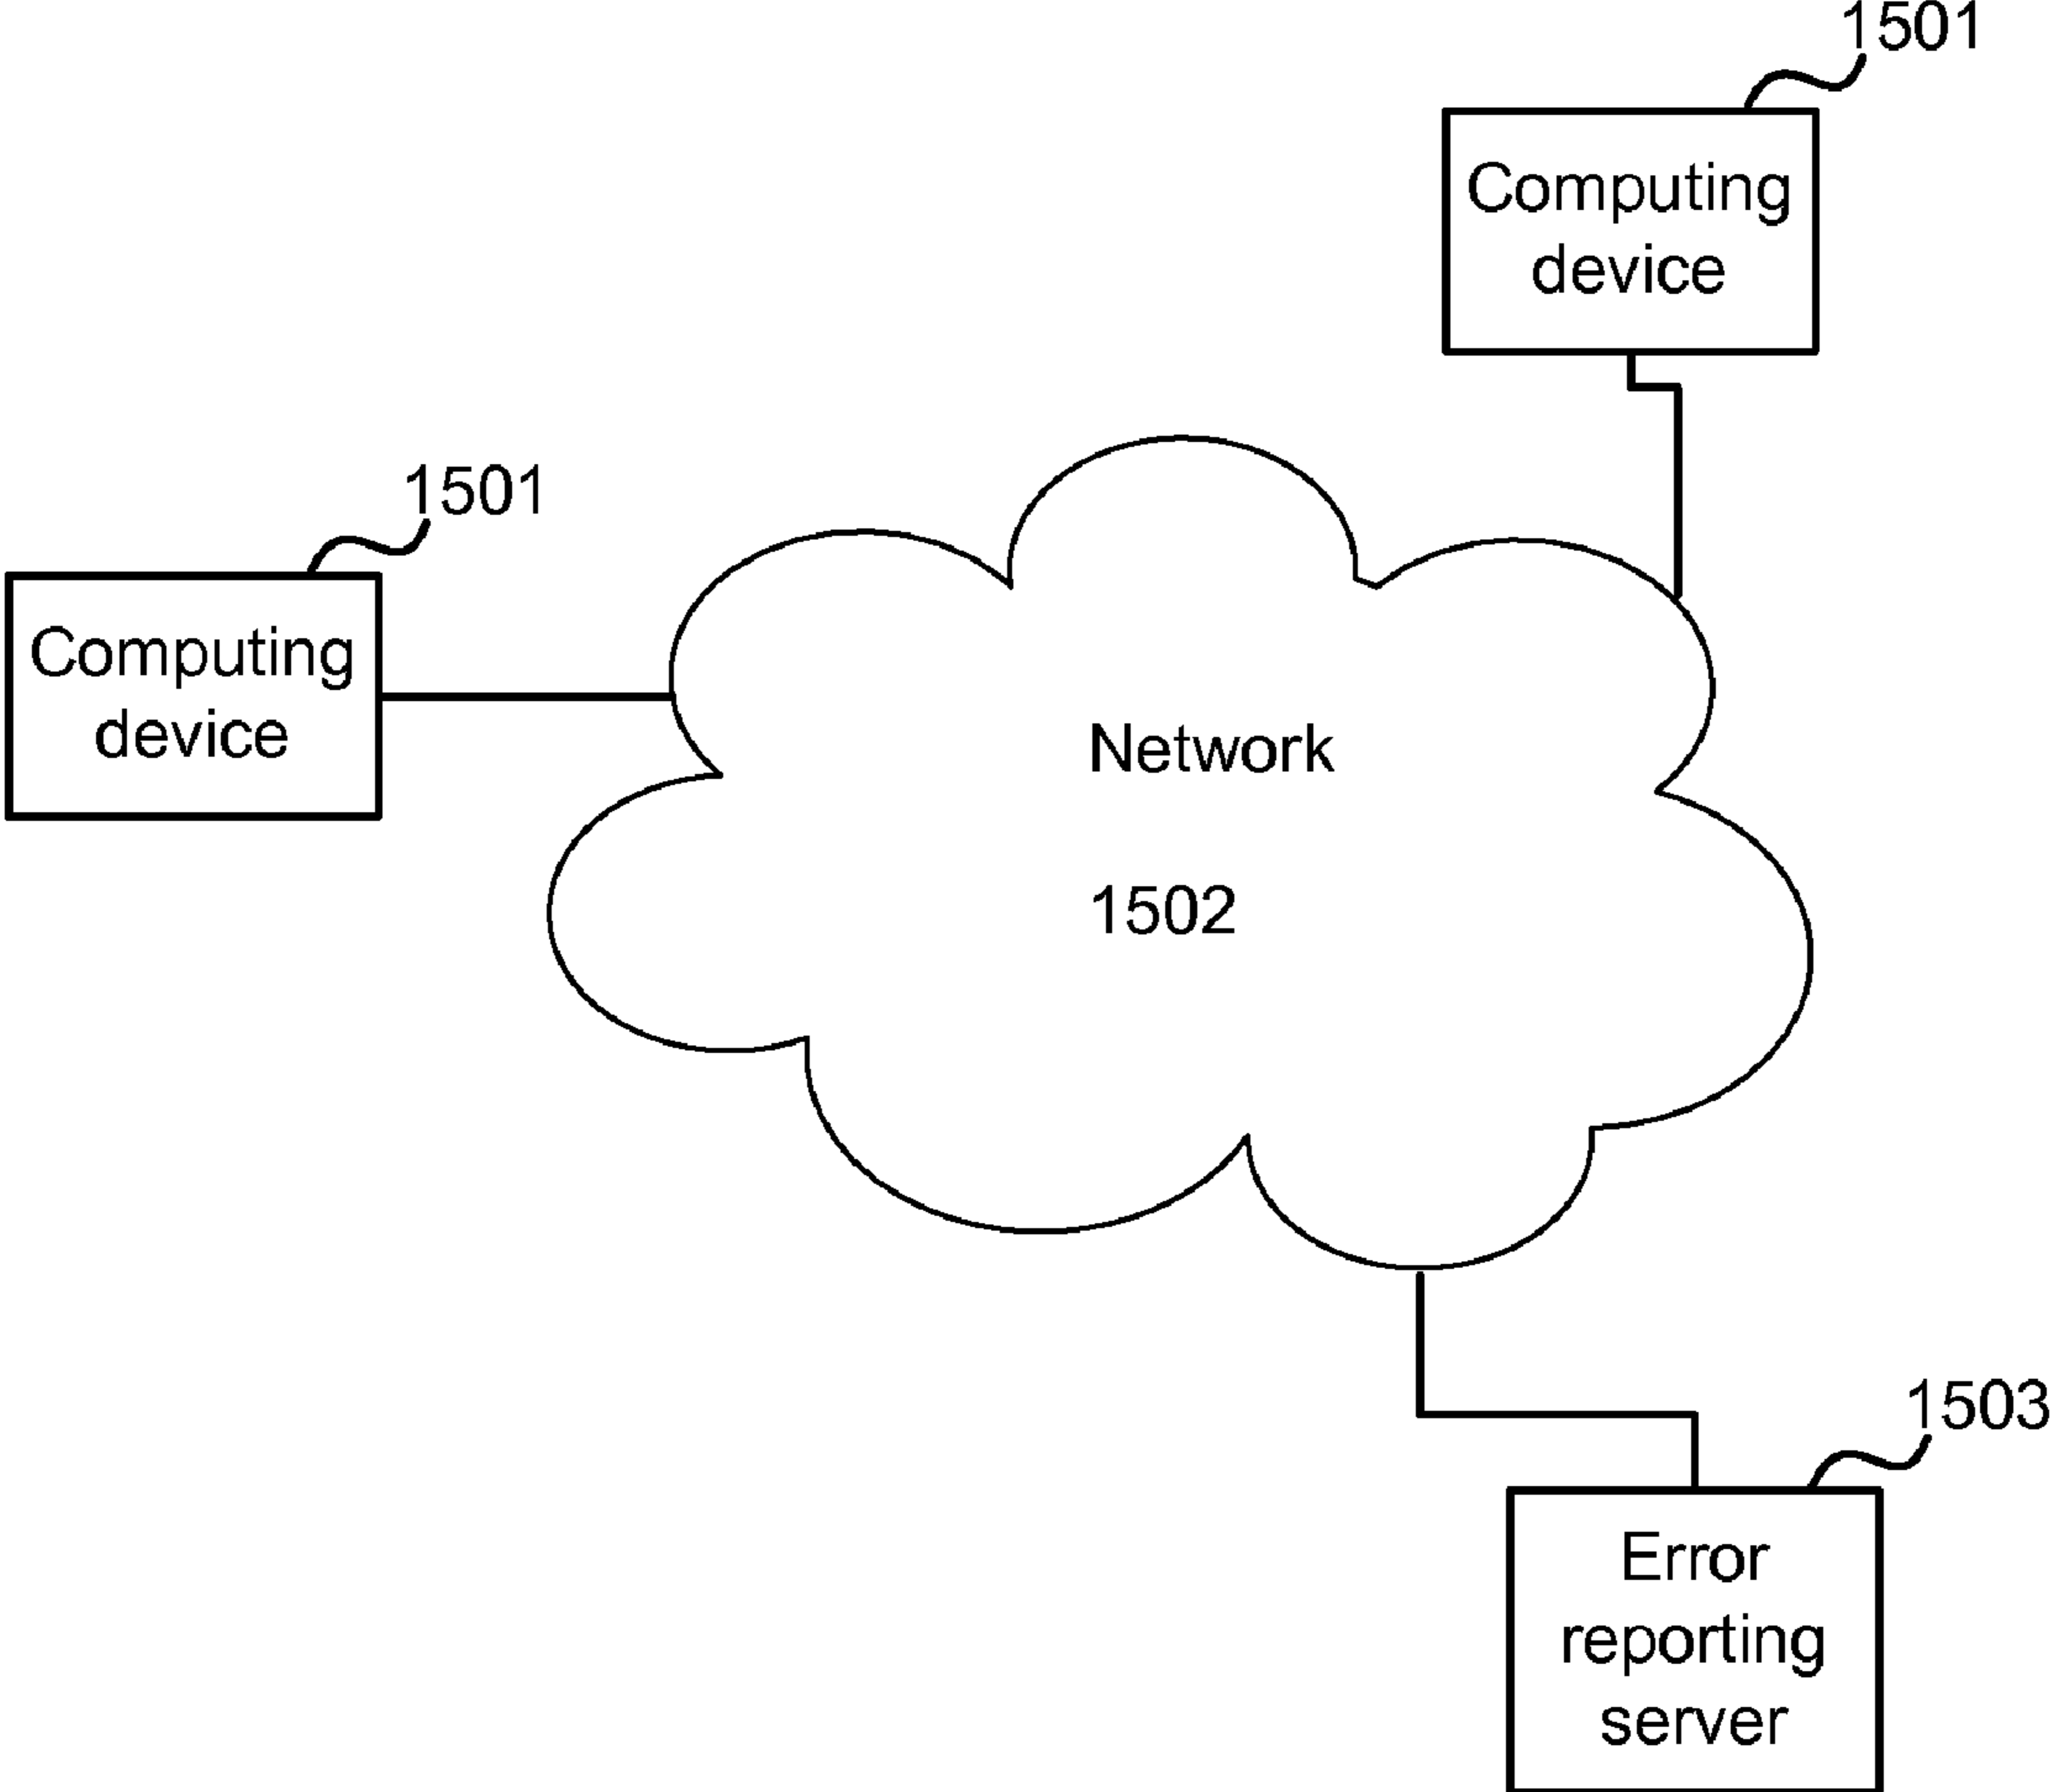 1501
Computing
device
1501
Computing
device
Network
1502
1503
Error
reporting
server